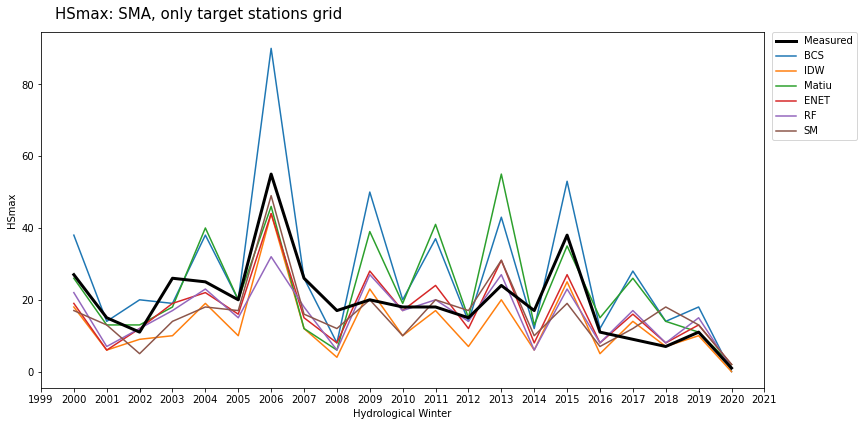 HSmax: SMA, only target stations grid
Measured
BCS
IDW
Matiu
ENET
RF
SM
HSmax
80
60
40
20
0
1999 2000 2001 2002 2003 2004 2005 2006 2007 2008 2009 2010 2011 2012 2013 2014 2015 2016 2017 2018 2019 2020 2021
Hydrological Winter